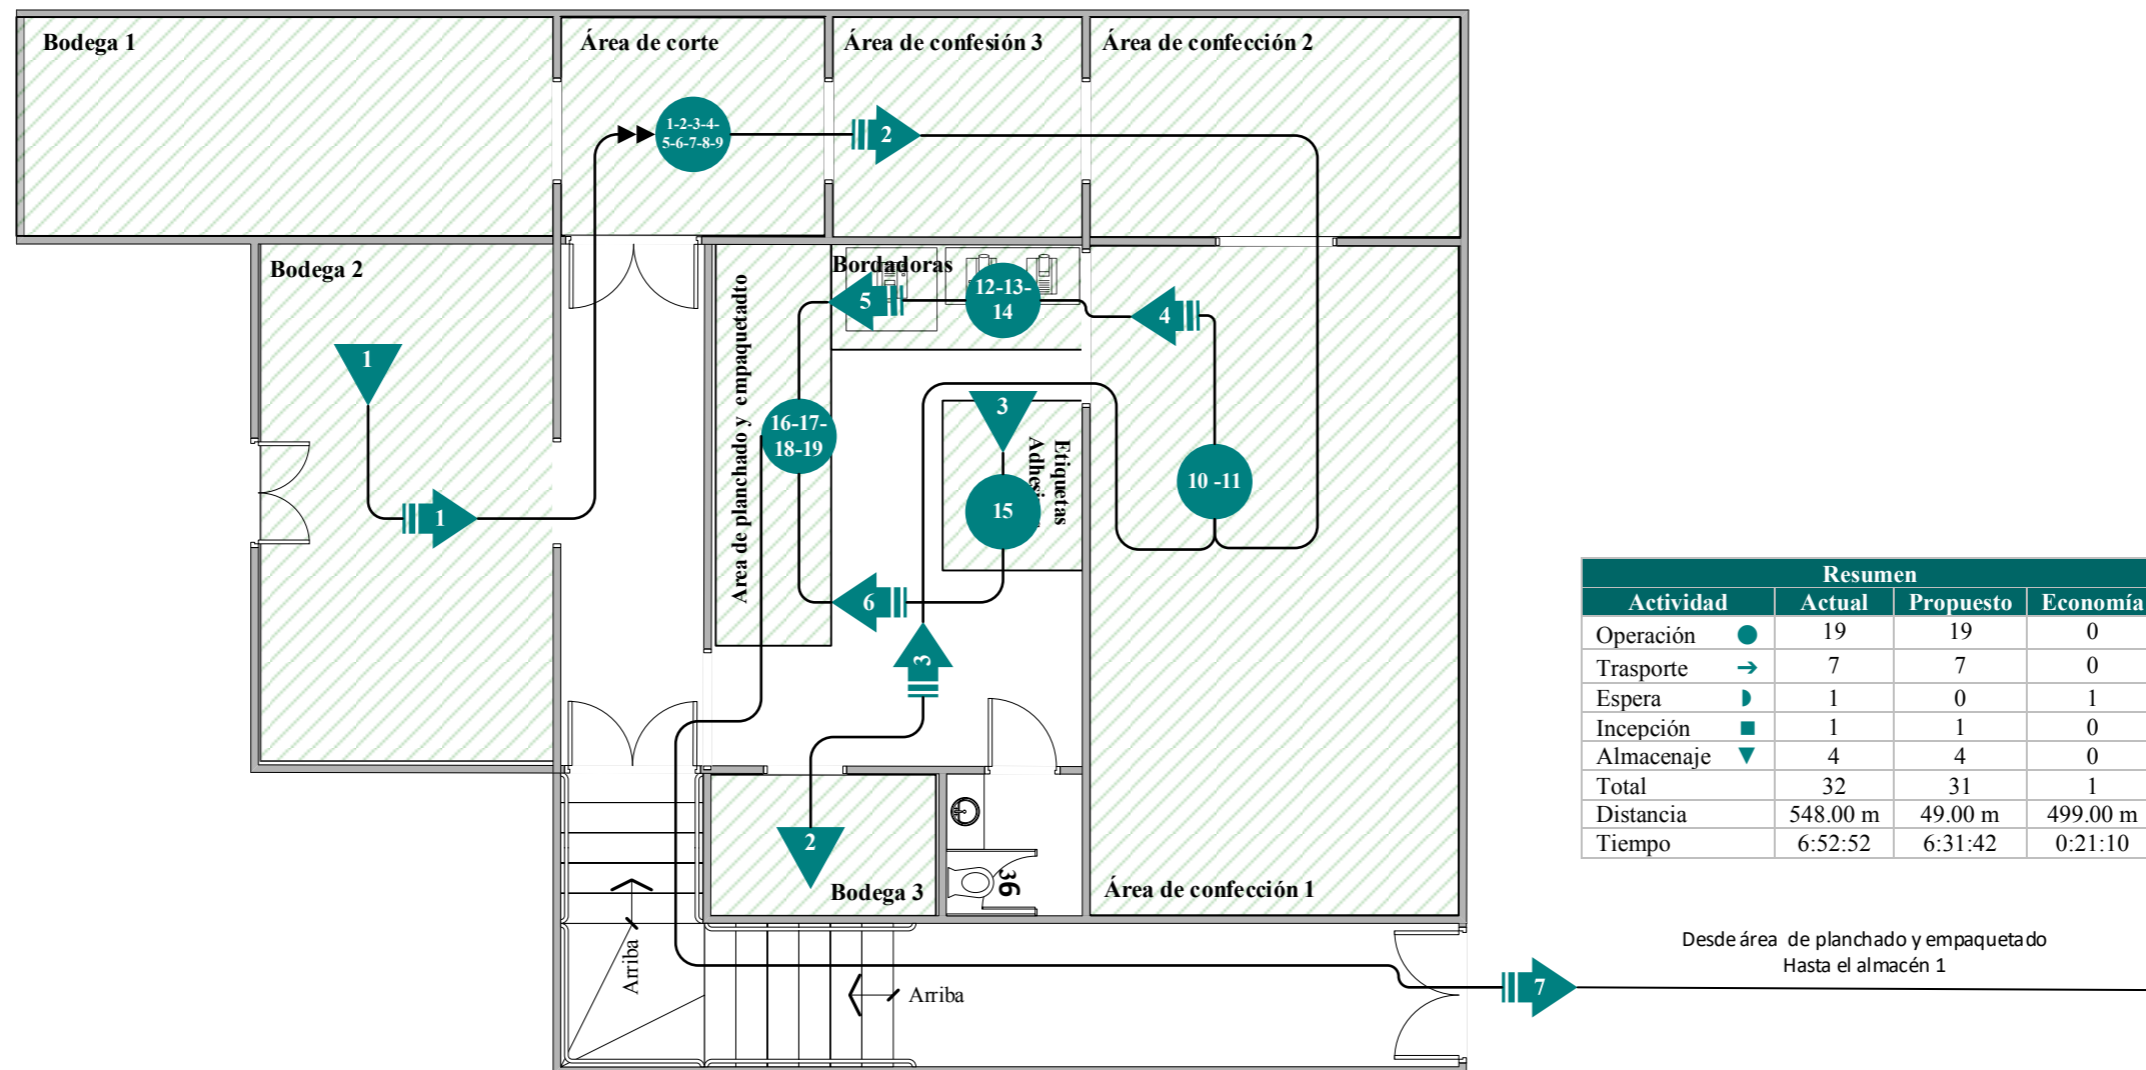 Bodega 1
Área de corte
Área de confesión 3
Área de confección 2
1-2-3-4-
5-6-7-8-9
2
Bodega 2
Bordadoras
5
12-13-
14
4
1
Area de planchado y empaquetadto
16-17-
18-19
3
Etiquetas
15
10 -11
1
6
3
2
Bodega 3
36
Área de confección 1
Arriba
Arriba
7
Desde área de planchado y empaquetado
Hasta el almacén 1
Resumen
Actividad Actual Propuesto Economía
Operación 19 19 0
Trasporte 7 7 0
Espera 1 0 1
Incepción 1 1 0
Almacenaje 4 4 0
Total 32 31 1
Distancia 548.00 m 49.00 m 499.00 m
Tiempo 6:52:52 6:31:42 0:21:10